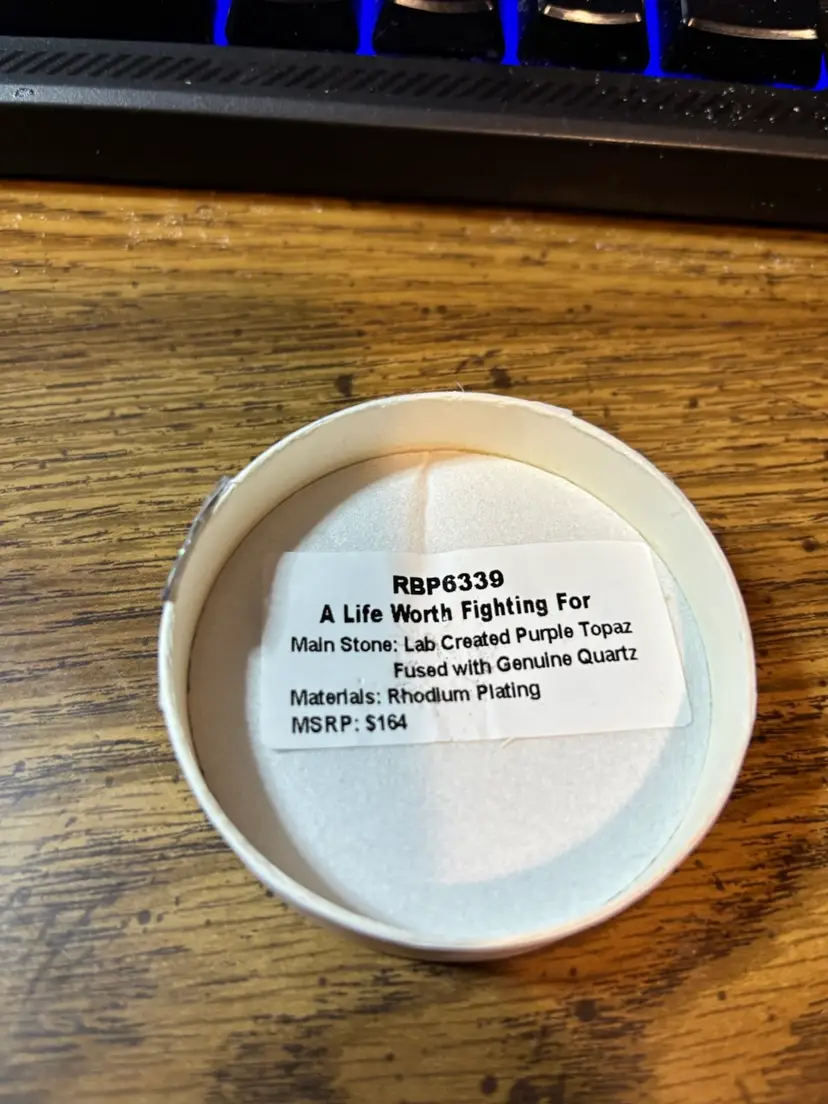 RBP6339
A Life Worth Fighting For
Main Stone: Lab Created Purple Topaz
Fused with Genuine Quartz
Materials: Rhodium Plating
MSRP: $164